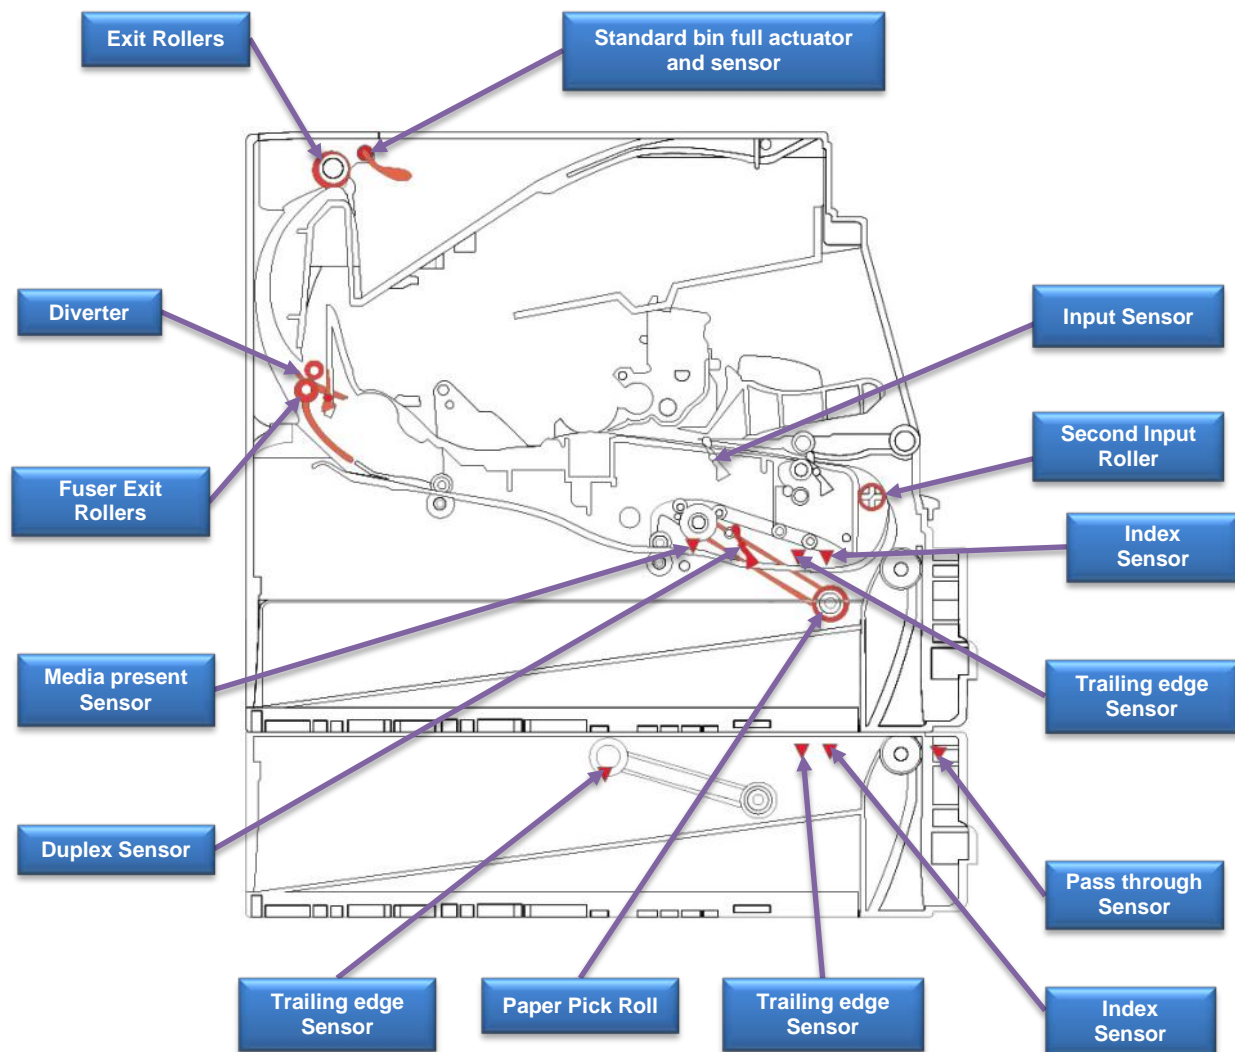 Exit Rollers
Standard bin full actuator
and sensor
Diverter
Input Sensor
Second Input
Roller
Fuser Exit
Rollers
Index
Sensor
Media present
Sensor
Trailing edge
Sensor
Duplex Sensor
Pass through
Sensor
Trailing edge
Sensor
Paper Pick Roll
Trailing edge
Sensor
Index
Sensor